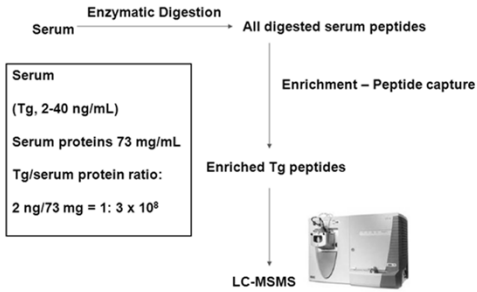 Enzymatic Digestion
Serum
All digested serum peptides
Serum
(Tg, 2-40 ng/mL)
Serum proteins 73 mg/mL
Tg/serum protein ratio:
2 ng/73 mg = 1: 3 x 10⁸
Enrichment – Peptide capture
Enriched Tg peptides
LC-MSMS